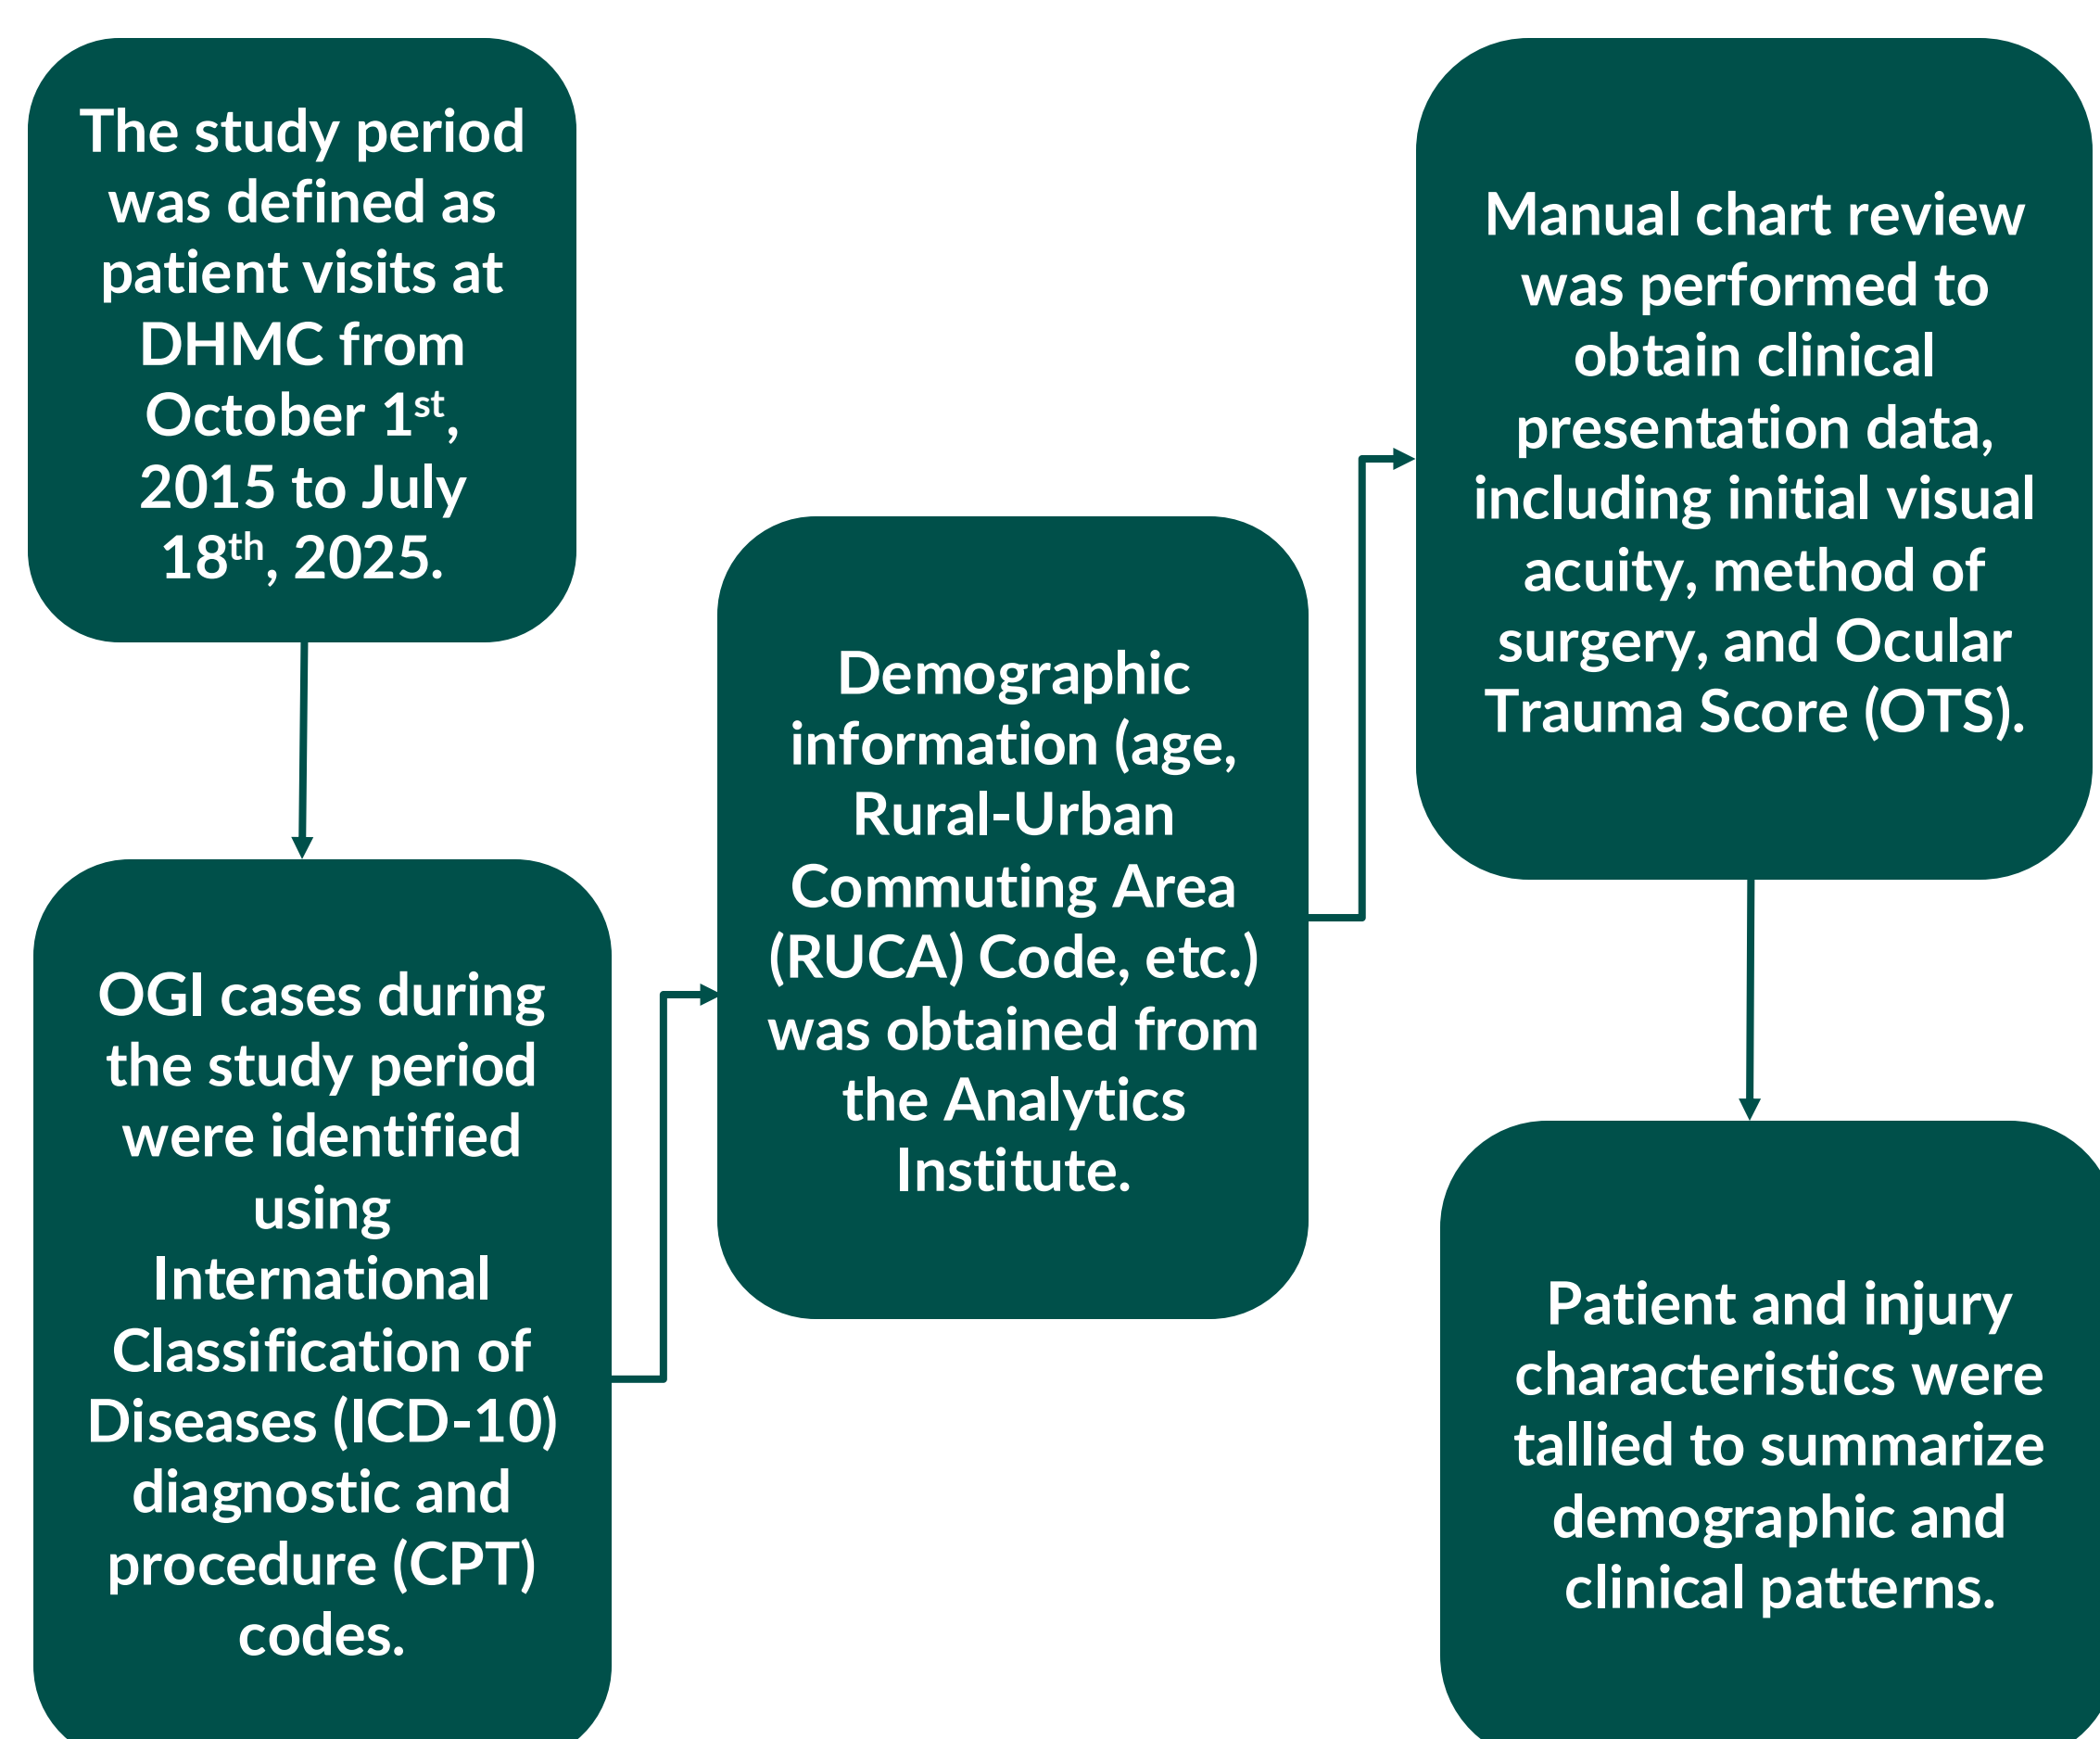 The study period
was defined as
patient visits at
DHMC from
October 1st,
2015 to July
18th, 2025.
OGI cases during
the study period
were identified
using
International
Classification of
Diseases (ICD-10)
diagnostic and
procedure (CPT)
codes.
Demographic
information (age,
Rural-Urban
Commuting Area
(RUCA) Code, etc.)
was obtained from
the Analytics
Institute.
Manual chart review
was performed to
obtain clinical
presentation data,
including initial visual
acuity, method of
surgery, and Ocular
Trauma Score (OTS).
Patient and injury
characteristics were
tallied to summarize
demographic and
clinical patterns.